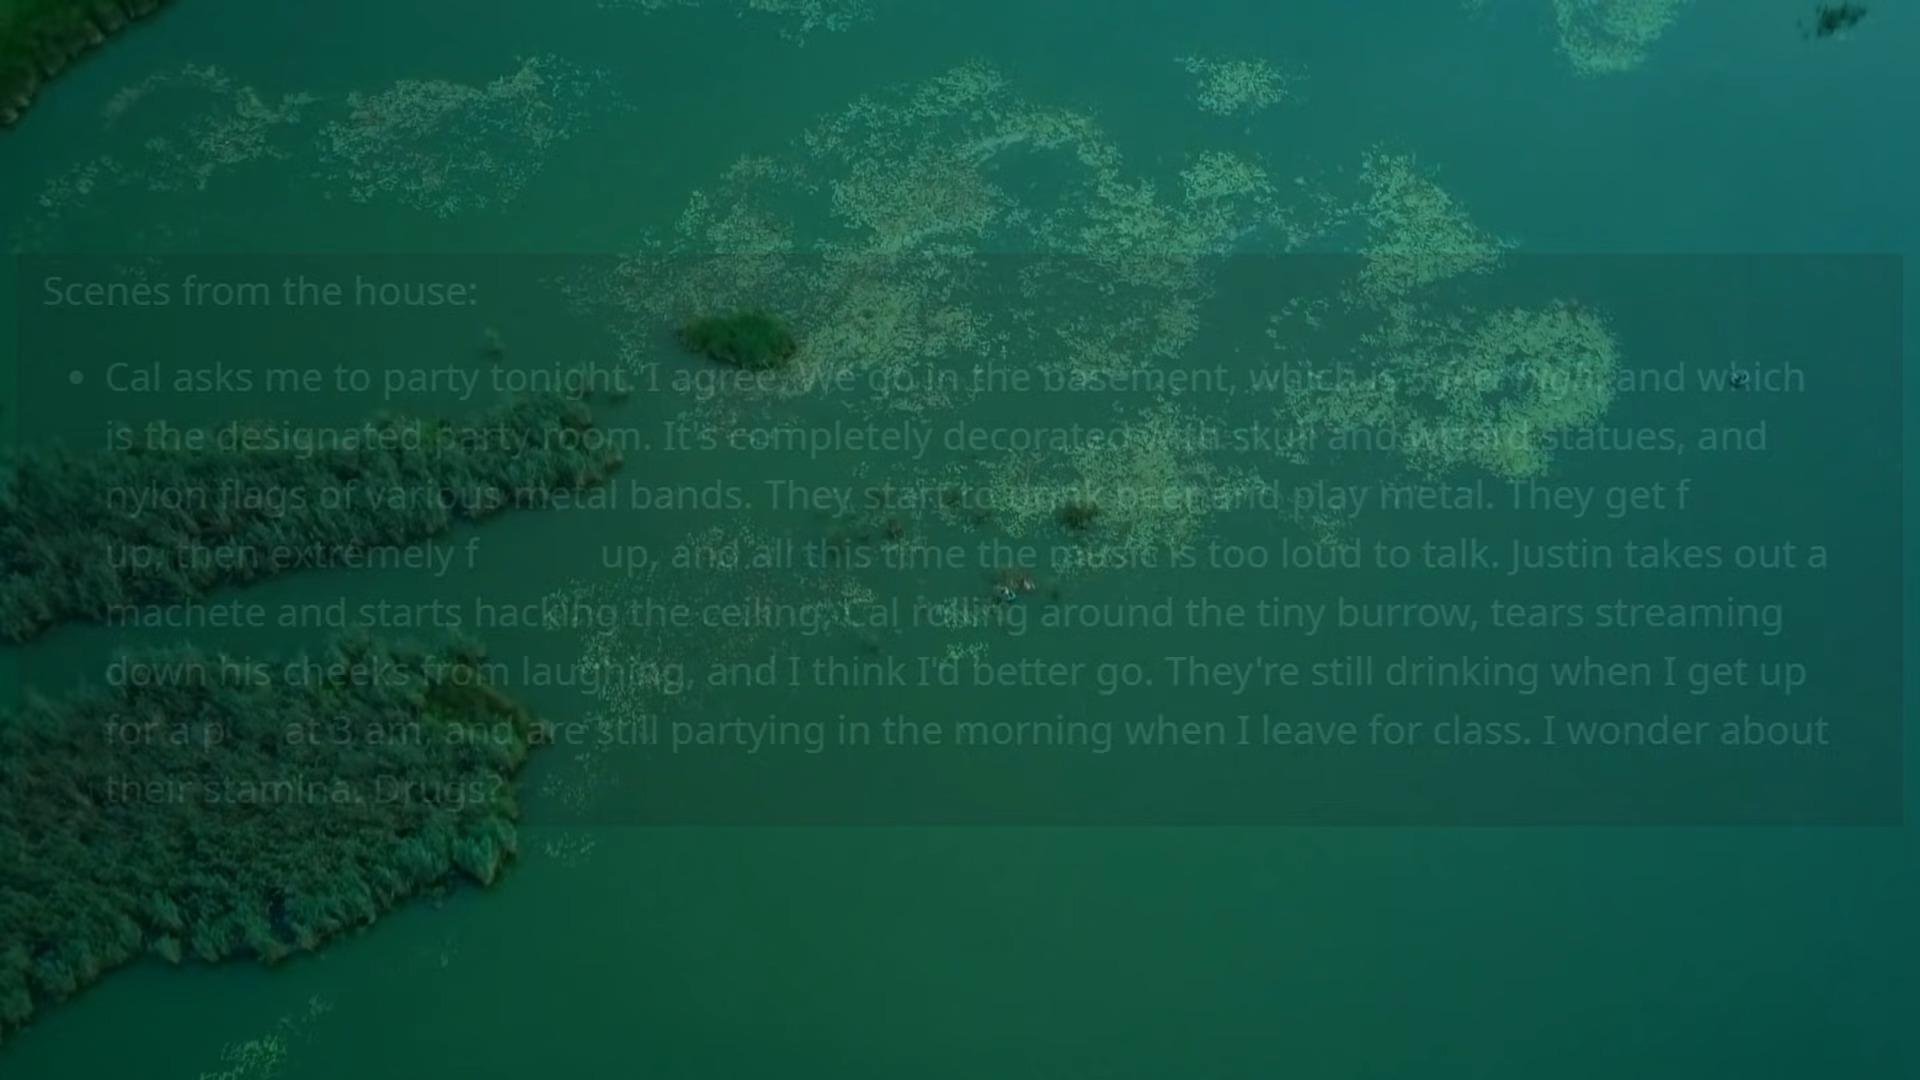 Scenes from the house:
• Cal asks me to party tonight. I agree. We go in the basement, which and which
is the designated party room. It's completely decorated with skull and wizard statues, and
nylon flags of various metal bands. They start to drink beer and play metal. They get f
up, then extremely f up, and all this time the music is too loud to talk. Justin takes out a
machete and starts hacking the ceiling, Cal rolling around the tiny burrow, tears streaming
down his cheeks from laughing, and I think I'd better go. They're still drinking when I get up
for a p at 3 am, and are still partying in the morning when I leave for class. I wonder about
their stamina. Drugs?